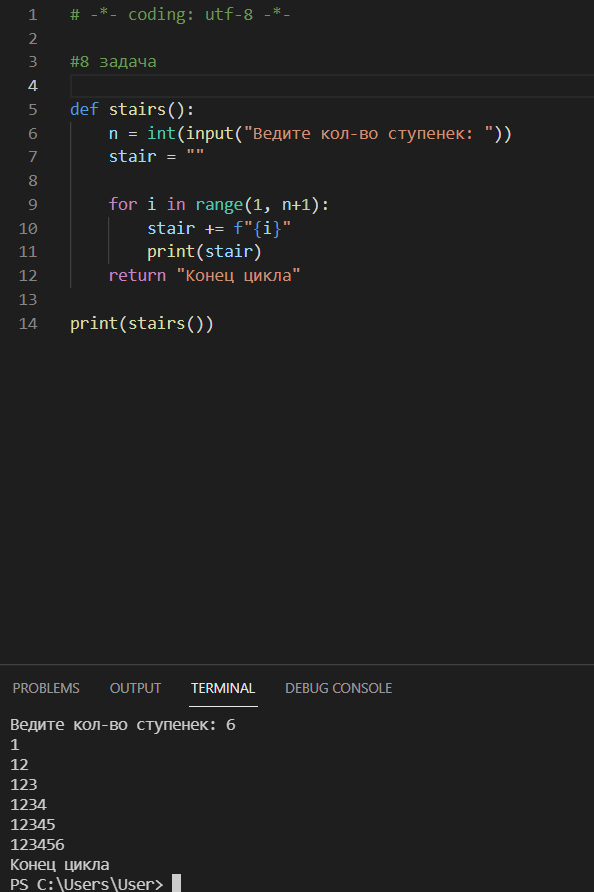 1 # -*- coding: utf-8 -*-
2
3 #8 задача
4
5 def stairs():
6     n = int(input("Ведите кол-во ступенек: "))
7     stair = ""
8
9     for i in range(1, n+1):
10         stair += f"{i}"
11         print(stair)
12     return "Конец цикла"
13
14 print(stairs())
PROBLEMS OUTPUT TERMINAL DEBUG CONSOLE
Ведите кол-во ступенек: 6
1
12
123
1234
12345
123456
Конец цикла
PS C:\Users\User>